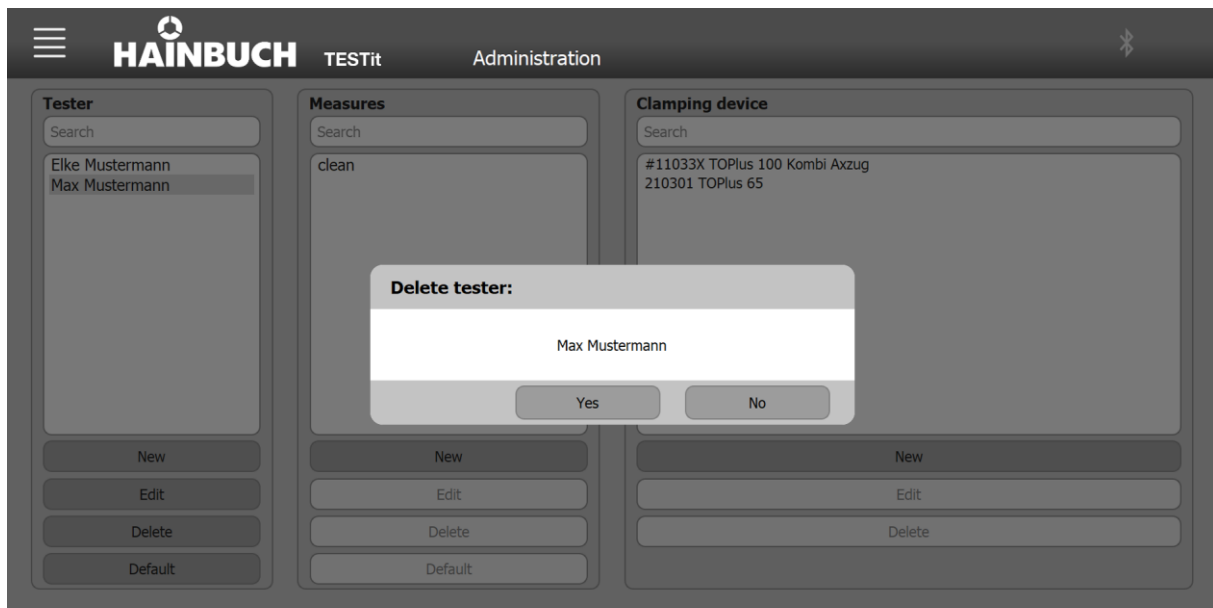 HAINBUCH TESTit Administration
Tester
Search
Elke Mustermann
Max Mustermann
New
Edit
Delete
Default
Measures
Search
clean
New
Edit
Delete
Default
Clamping device
Search
#11033X TOPlus 100 Kombi Axzug
210301 TOPlus 65
New
Edit
Delete
Delete tester:
Max Mustermann
Yes No